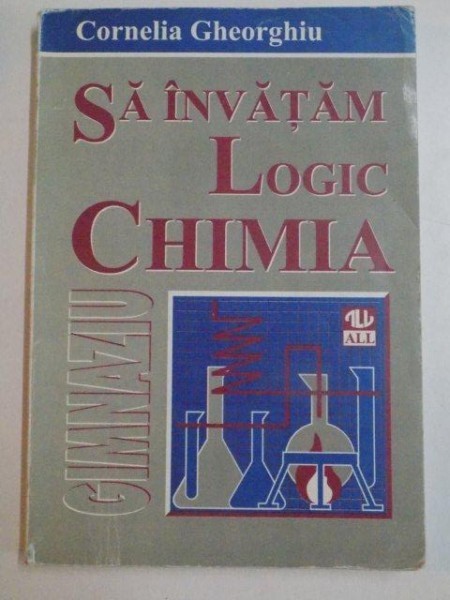 Cornelia Gheorghiu
SĂ ÎNVĂȚĂM
LOGIC
CHIMIA
GIMNAZIU
ALL